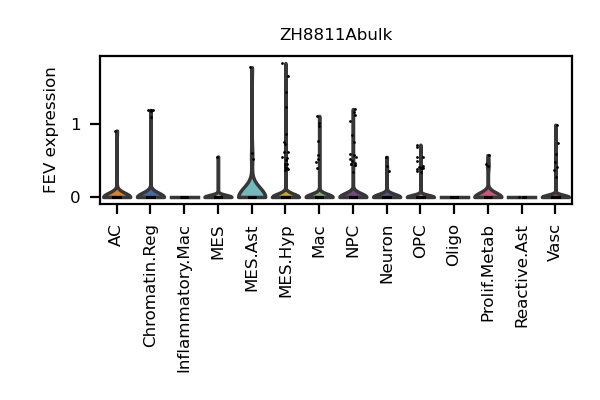 ZH8811Abulk
FEV expression
1
0
AC
Chromatin.Reg
Inflammatory.Mac
MES
MES.Ast
MES.Hyp
Mac
NPC
Neuron
OPC
Oligo
Prolif.Metab
Reactive.Ast
Vasc